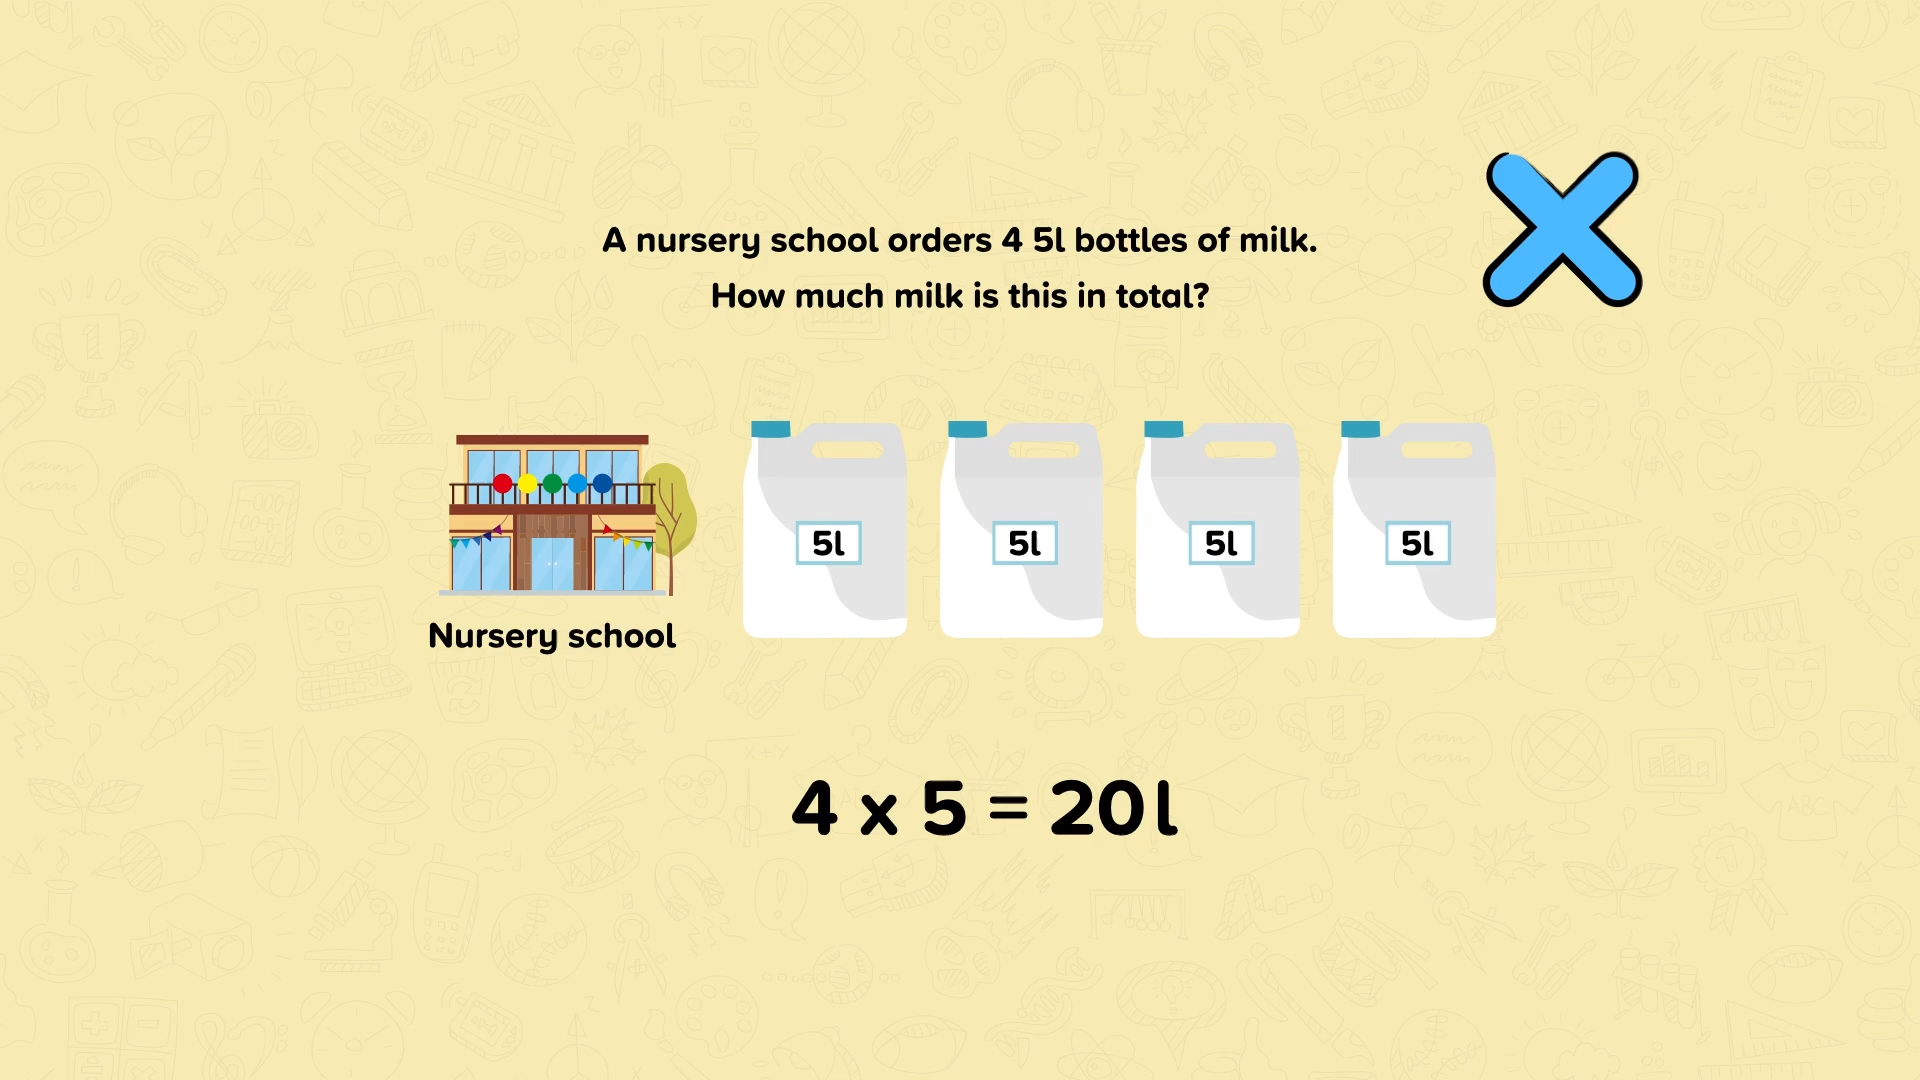 A nursery school orders 4 5l bottles of milk.
How much milk is this in total?
5l
5l
5l
5l
Nursery school
4 x 5 = 20 l